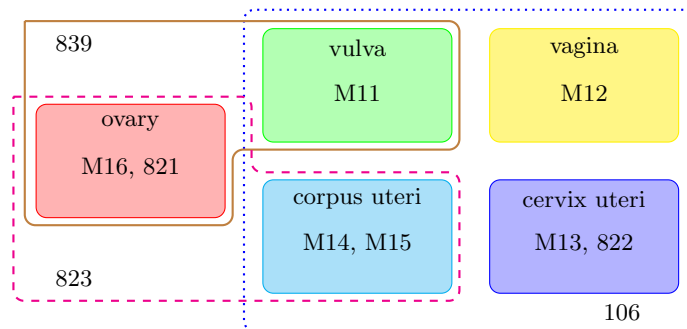 839
vulva
M11
vagina
M12
ovary
M16, 821
corpus uteri
M14, M15
cervix uteri
M13, 822
823
106